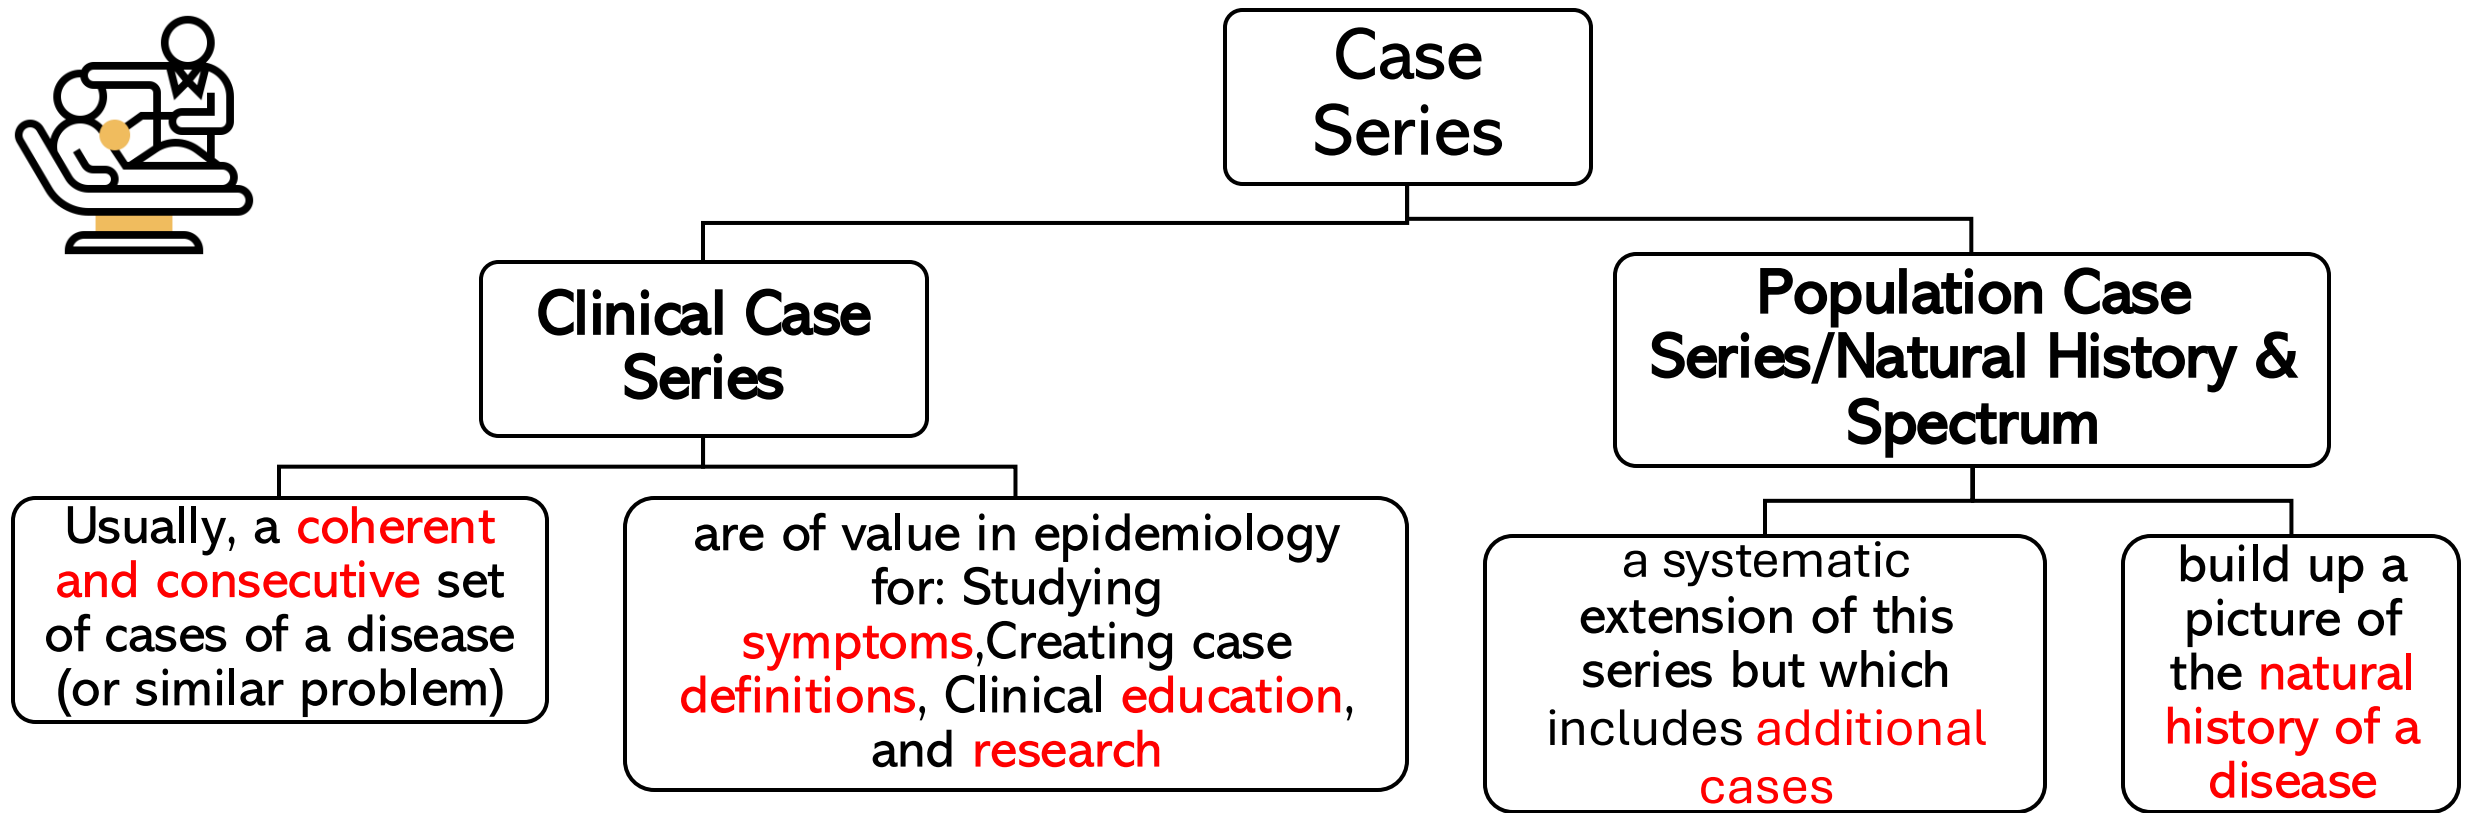 Case
Series
Clinical Case
Series
Population Case
Series/Natural History &
Spectrum
Usually, a coherent
and consecutive set
of cases of a disease
(or similar problem)
are of value in epidemiology
for: Studying
symptoms,Creating case
definitions, Clinical education,
and research
a systematic
extension of this
series but which
includes additional
cases
build up a
picture of
the natural
history of a
disease